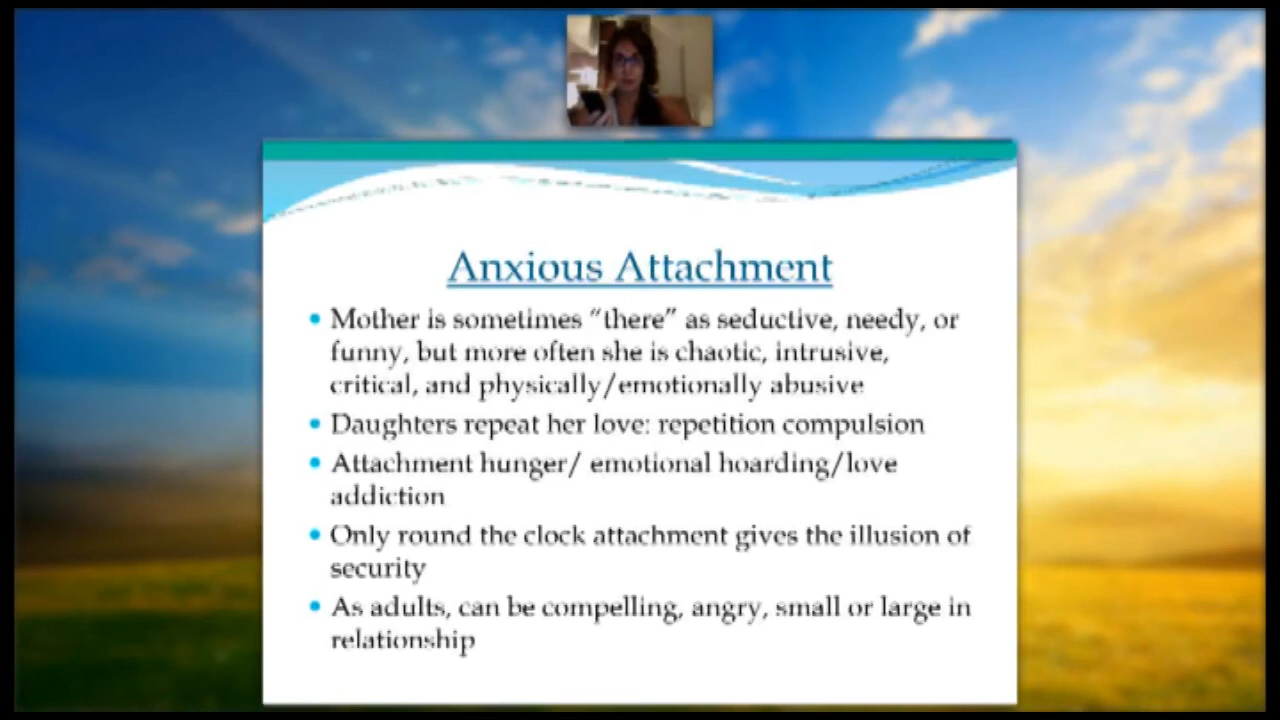 Anxious Attachment
• Mother is sometimes "there" as seductive, needy, or
funny, but more often she is chaotic, intrusive,
critical, and physically/emotionally abusive
• Daughters repeat her love: repetition compulsion
• Attachment hunger/ emotional hoarding/love
addiction
• Only round the clock attachment gives the illusion of
security
• As adults, can be compelling, angry, small or large in
relationship